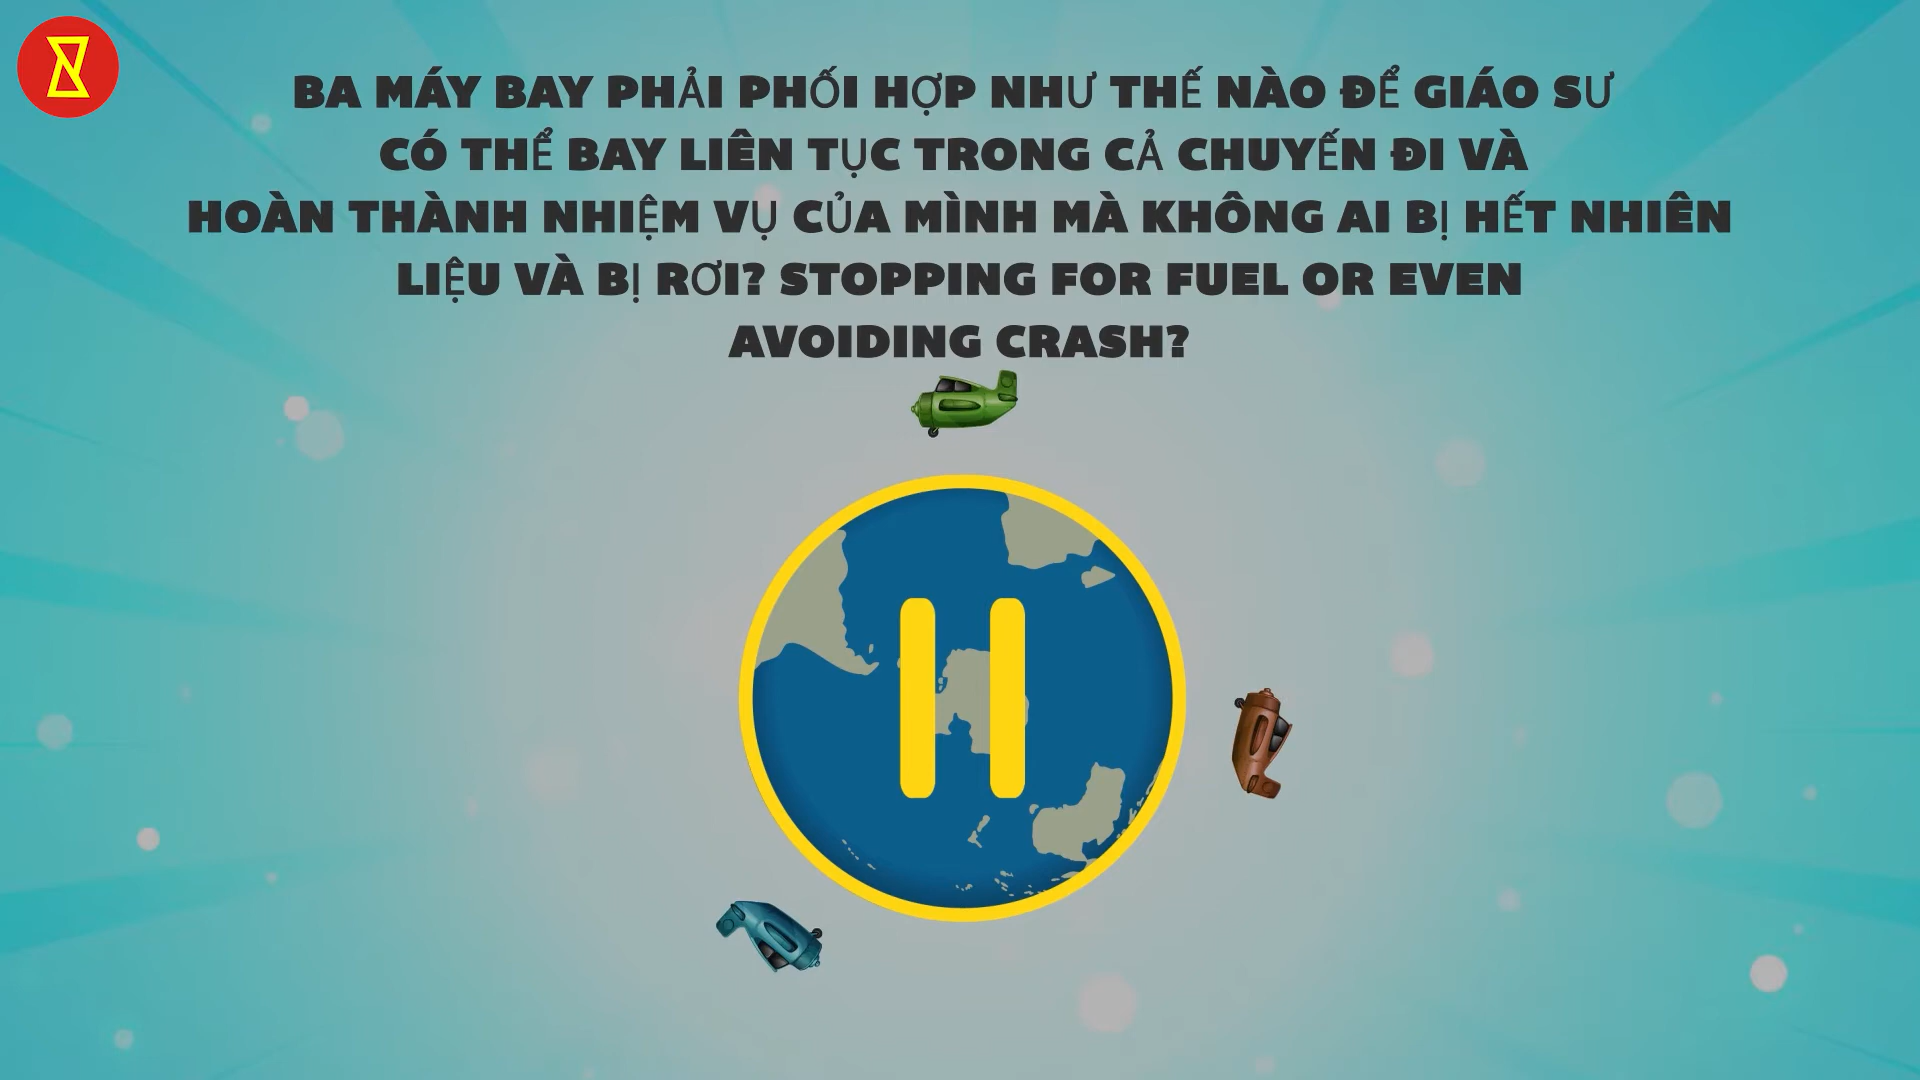 BA MÁY BAY PHẢI PHỐI HỢP NHƯ THẾ NÀO ĐỂ GIÁO SƯ
CÓ THỂ BAY LIÊN TỤC TRONG CẢ CHUYẾN ĐI VÀ
HOÀN THÀNH NHIỆM VỤ CỦA MÌNH MÀ KHÔNG AI BỊ HẾT NHIÊN
LIỆU VÀ BỊ RƠI? STOPPING FOR FUEL OR EVEN
AVOIDING CRASH?